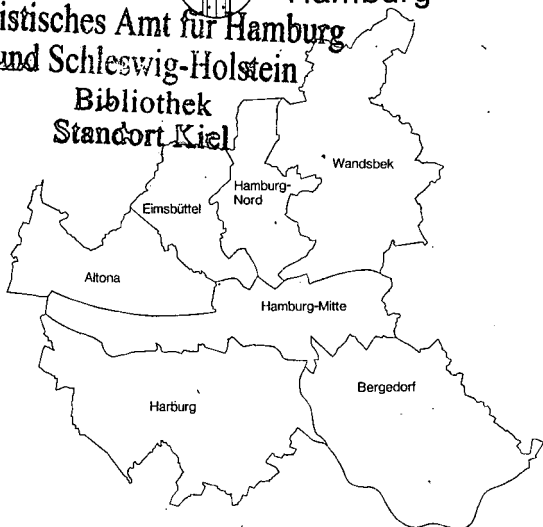 Hamburg
istisches Amt für Hamburg
und Schleswig-Holstein
Bibliothek
Standort Kiel
Wandsbek
Hamburg-
Nord
Eimsbüttel
Altona
Hamburg-Mitte
Bergedorf
Harburg